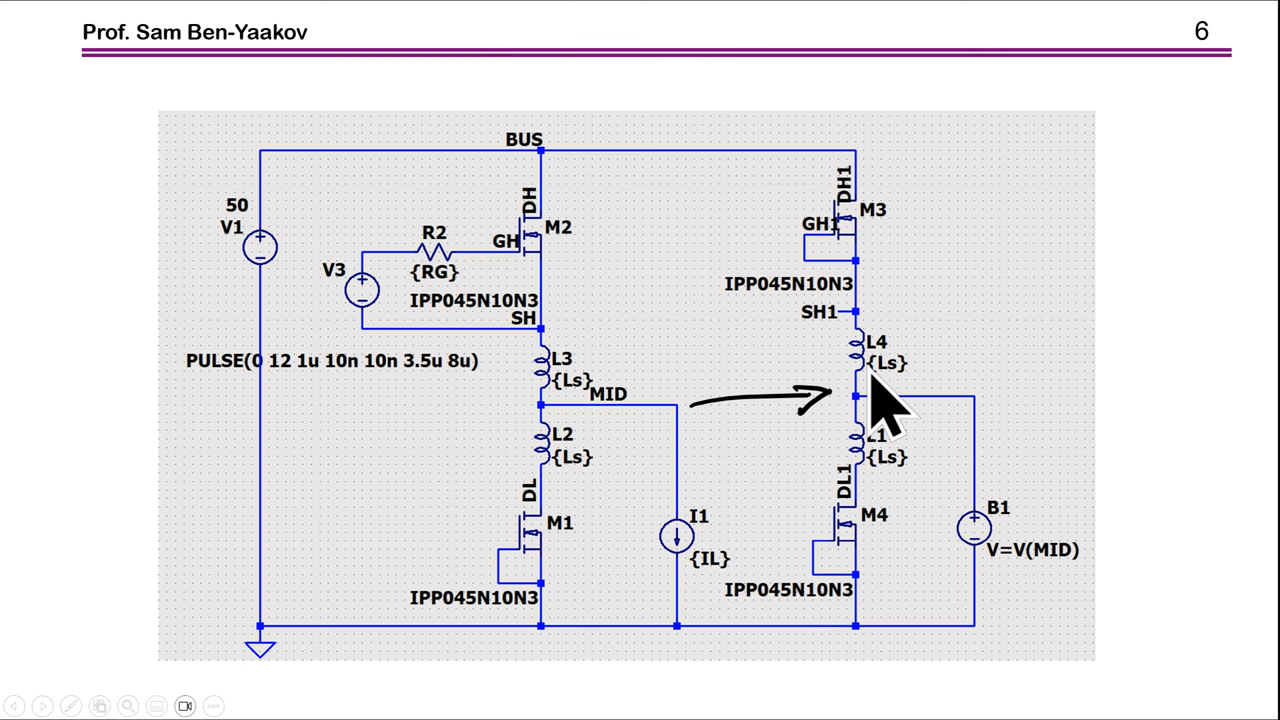 Prof. Sam Ben-Yaakov
6
BUS
50
V1
V3
R2
{RG}
GH
DH
M2
IPP045N10N3
SH
PULSE(0 12 1u 10n 10n 3.5u 8u)
L3
{Ls}
MID
L2
{Ls}
DL
M1
IPP045N10N3
I1
{IL}
DH1
M3
GH1
IPP045N10N3
SH1
L4
{Ls}
L1
{Ls}
DL1
M4
IPP045N10N3
B1
V=V(MID)